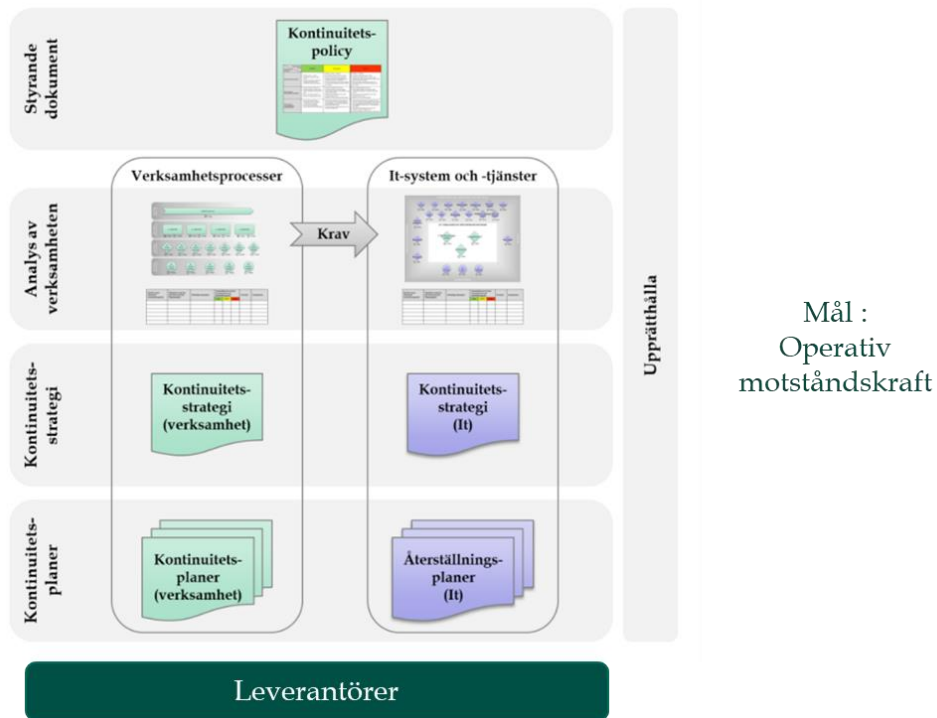 Styrande
dokument
Kontinuitets-
policy
Verksamhetsprocesser
It-system och -tjänster
Analys av
verksamheten
Krav
Kontinuitets-
strategi
Kontinuitets-
strategi
(verksamhet)
Kontinuitets-
strategi
(It)
Kontinuitets-
planer
Kontinuitets-
planer
(verksamhet)
Återställnings-
planer
(It)
Upprätthålla
Mål :
Operativ
motståndskraft
Leverantörer